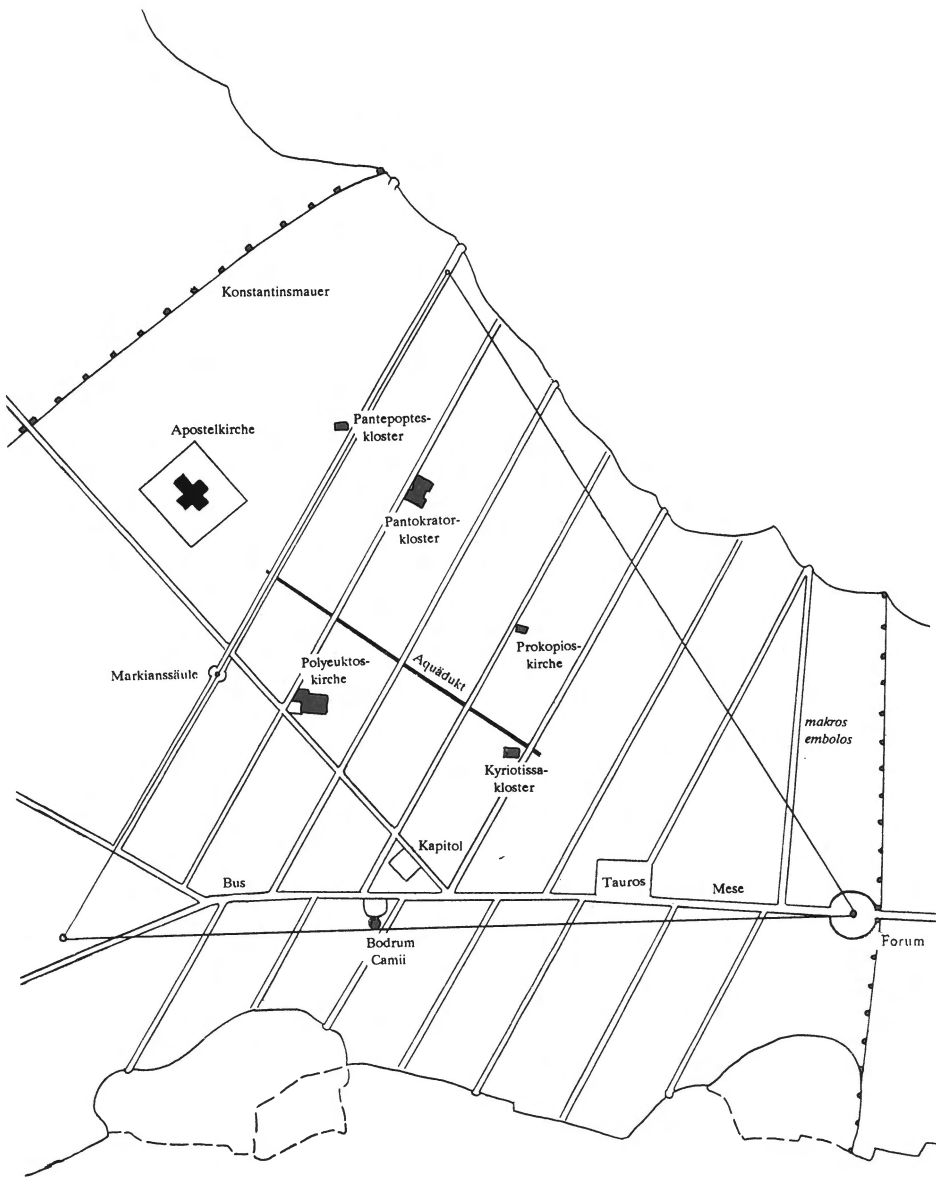 Konstantinsmauer
Apostelkirche
Pantepoptes-
kloster
Pantokrator-
kloster
Prokopios-
kirche
Markianssäule
Polyeuktos-
kirche
Aquädukt
makros
embolos
Kyriotissa-
kloster
Kapitol
Bus
Tauros
Mese
Bodrum
Camii
Forum